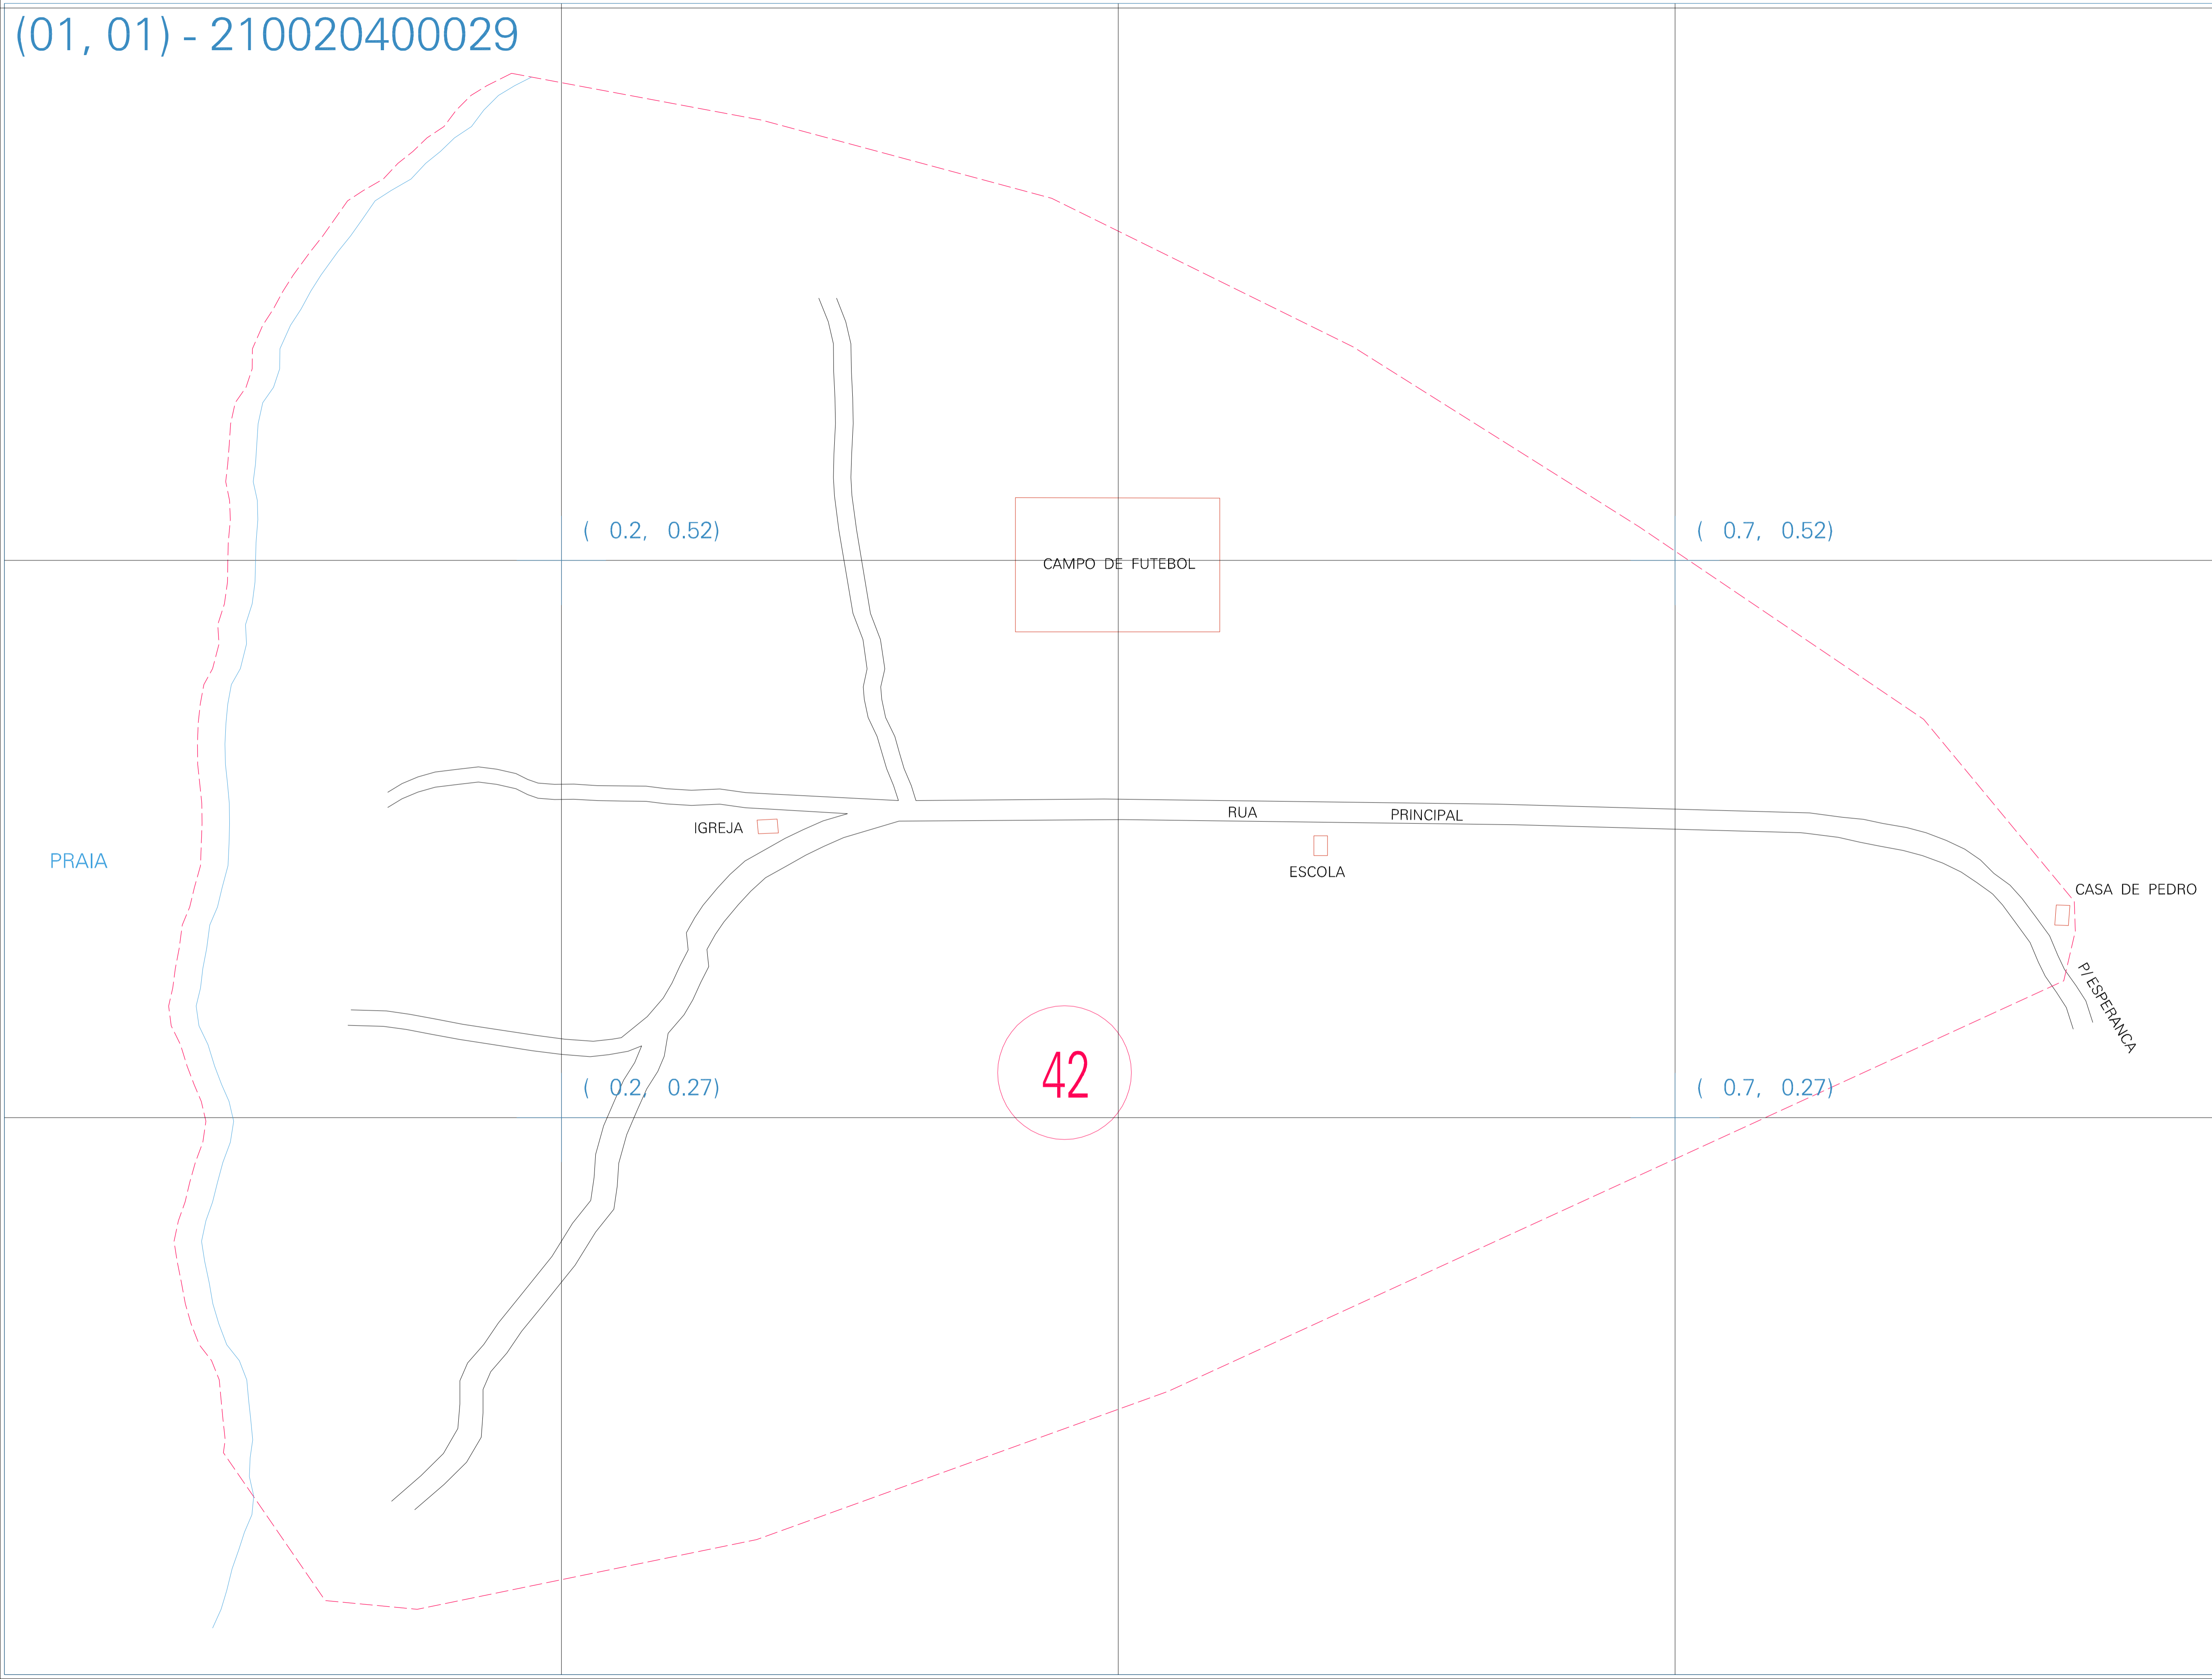 (01, 01) - 210020400029
( 0.2, 0.52)
( 0.7, 0.52)
CAMPO DE FUTEBOL
RUA PRINCIPAL
IGREJA
PRAIA
ESCOLA
CASA DE PEDRO
P/ ESPERANCA
42
( 0.2, 0.27)
( 0.7, 0.27)